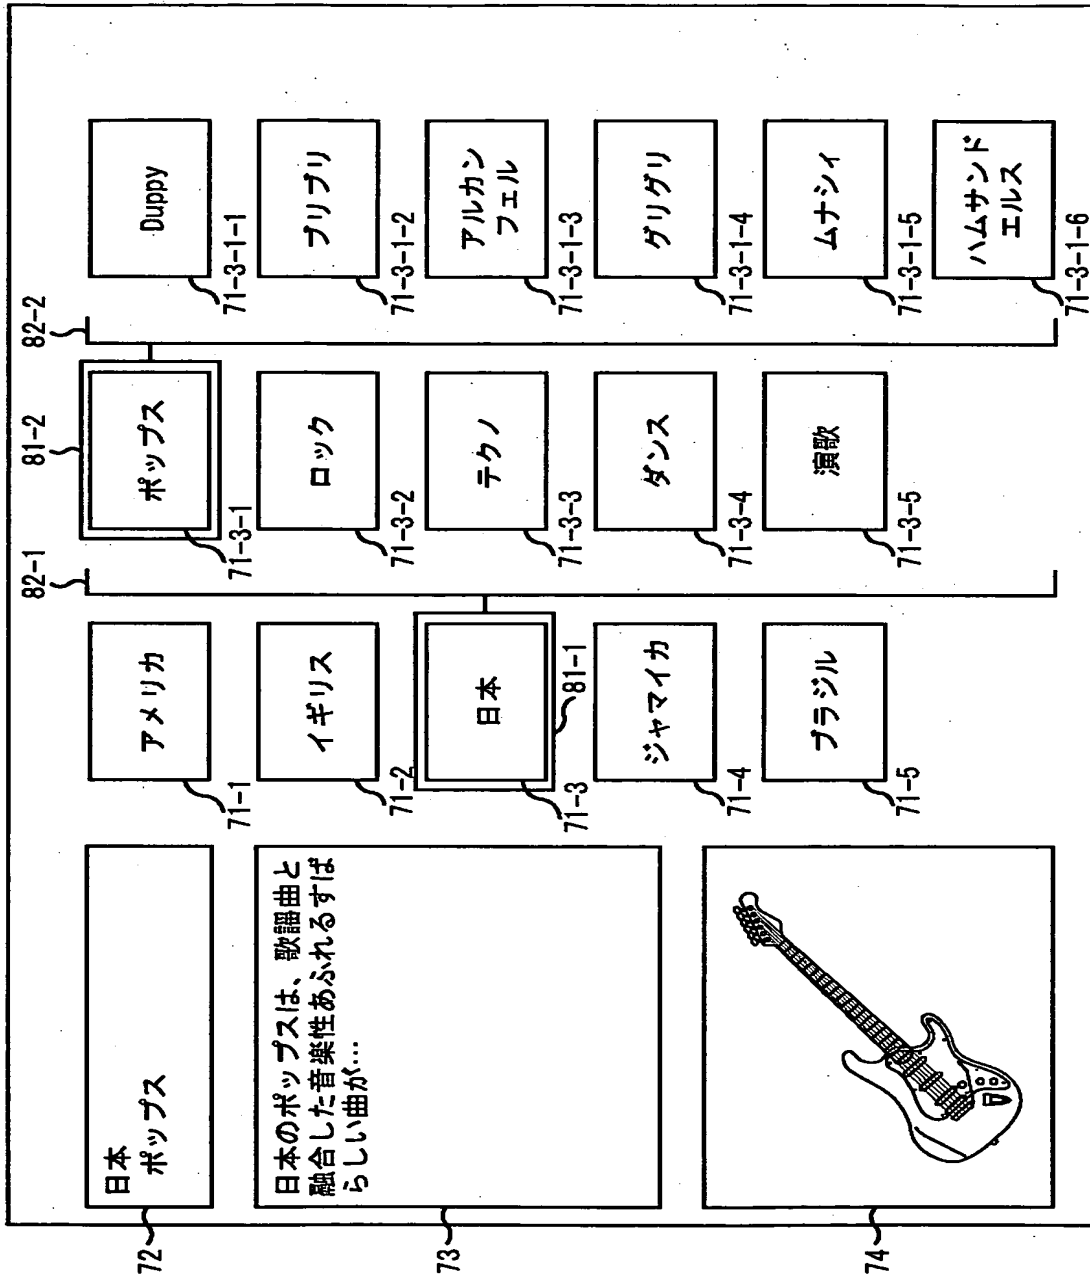 72
日本
ポップス
73
日本のポップスは、歌謡曲と
融合した音楽性あふれるすば
らしい曲が…
74
アメリカ
71-1
イギリス
71-2
日本
71-3
81-1
ジャマイカ
71-4
ブラジル
71-5
82-1
81-2
ポップス
71-3-1
ロック
71-3-2
テクノ
71-3-3
ダンス
71-3-4
演歌
71-3-5
82-2
Duppy
71-3-1-1
ブリブリ
71-3-1-2
アルカン
フェル
71-3-1-3
グリグリ
71-3-1-4
ムナシィ
71-3-1-5
ハムサンド
エルス
71-3-1-6